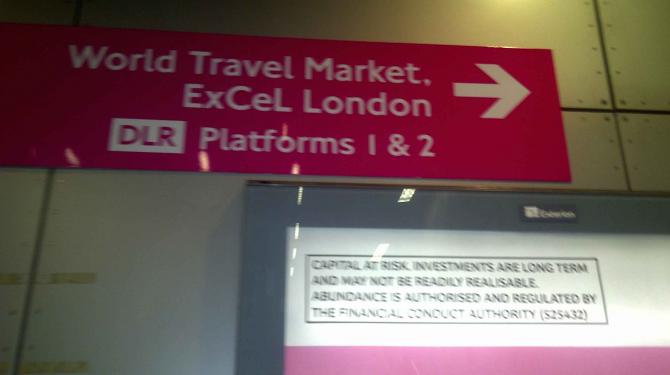 World Travel Market,
ExCeL London
DLR Platforms 1 & 2
CAPITAL AT RISK. INVESTMENTS ARE LONG TERM
AND MAY NOT BE READILY REALISABLE.
ABUNDANCE IS AUTHORISED AND REGULATED BY
THE FINANCIAL CONDUCT AUTHORITY (525432)